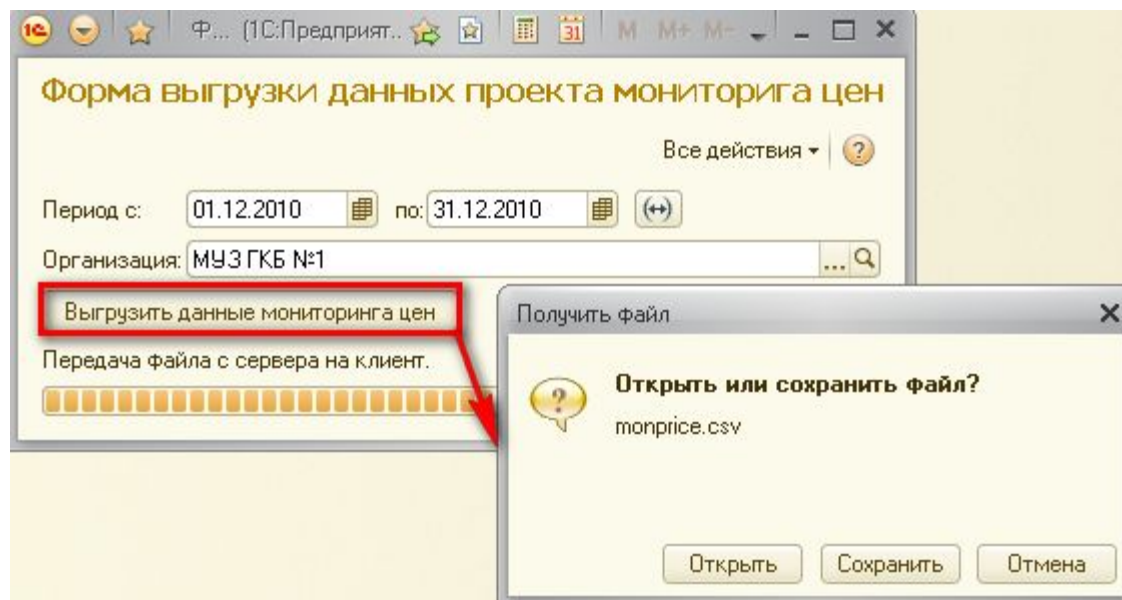 Ф... (1С:Предприят.. 31 M M+ M-
Форма выгрузки данных проекта мониторига цен
Все действия ?
Период с: 01.12.2010 по: 31.12.2010
Организация: МУЗ ГКБ №1 ...
Выгрузить данные мониторинга цен
Передача файла с сервера на клиент.
Получить файл
Открыть или сохранить файл?
monprice.csv
Открыть Сохранить Отмена